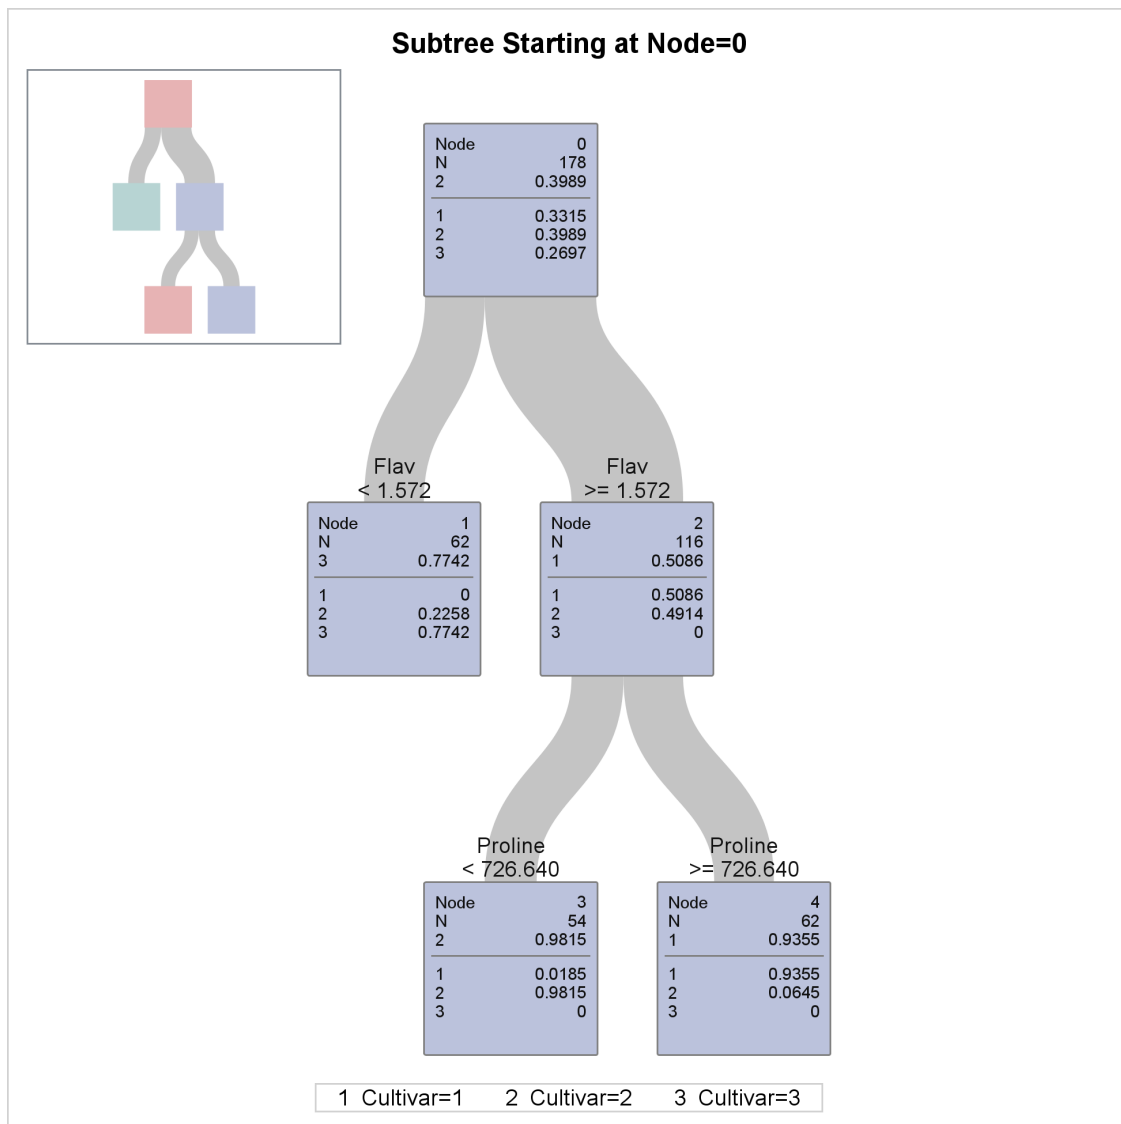 Subtree Starting at Node=0
Node 0
N 178
2 0.3989
1 0.3315
2 0.3989
3 0.2697
Flav
< 1.572
Flav
>= 1.572
Node 1
N 62
3 0.7742
1 0
2 0.2258
3 0.7742
Node 2
N 116
1 0.5086
1 0.5086
2 0.4914
3 0
Proline
< 726.640
Proline
>= 726.640
Node 3
N 54
2 0.9815
1 0.0185
2 0.9815
3 0
Node 4
N 62
1 0.9355
1 0.9355
2 0.0645
3 0
1 Cultivar=1 2 Cultivar=2 3 Cultivar=3